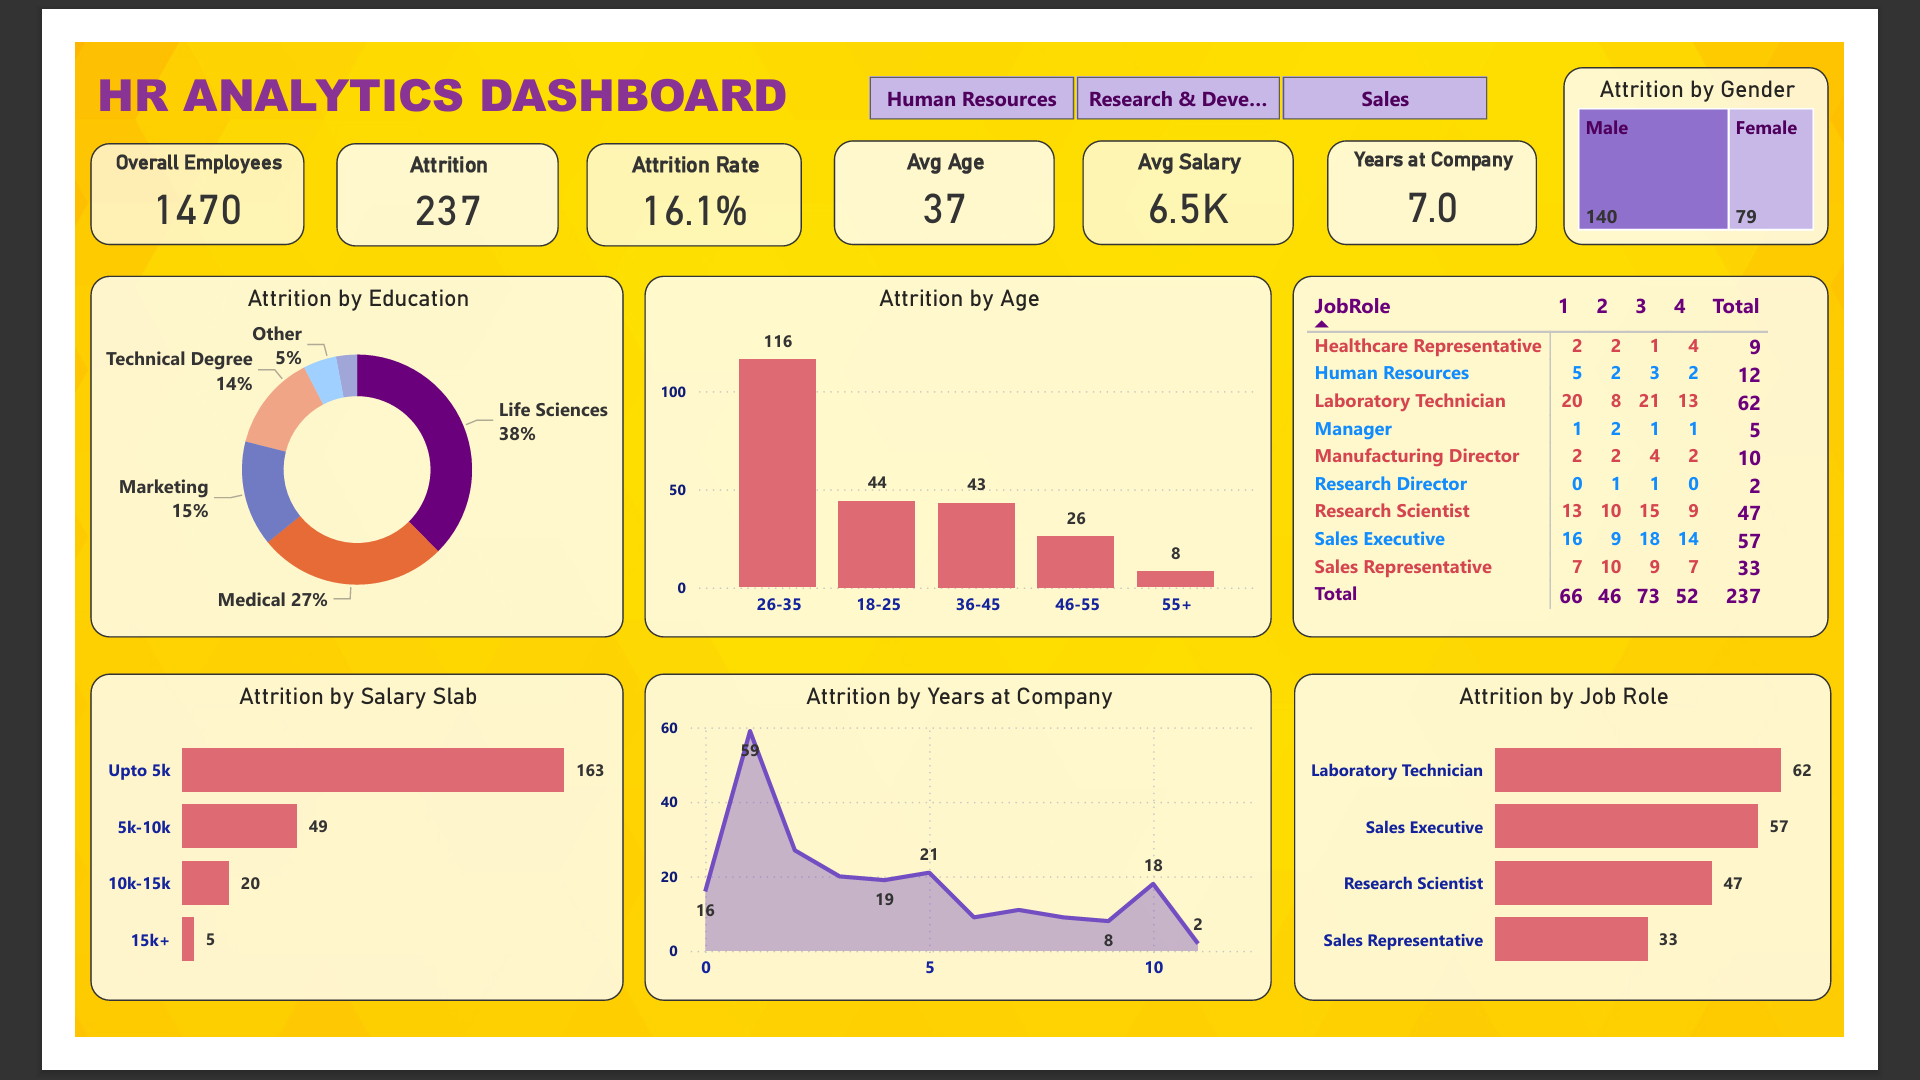 HR ANALYTICS DASHBOARD
Human Resources
Research & Deve...
Sales
Attrition by Gender
Male
Female
140
79
Overall Employees
1470
Attrition
237
Attrition Rate
16.1%
Avg Age
37
Avg Salary
6.5K
Years at Company
7.0
Attrition by Education
Other
5%
Technical Degree
14%
Life Sciences
38%
Marketing
15%
Medical 27%
Attrition by Age
116
100
44
43
50
26
8
0
26-35 18-25 36-45 46-55 55+
JobRole 1 2 3 4 Total
Healthcare Representative 2 2 1 4 9
Human Resources 5 2 3 2 12
Laboratory Technician 20 8 21 13 62
Manager 1 2 1 1 5
Manufacturing Director 2 2 4 2 10
Research Director 0 1 1 0 2
Research Scientist 13 10 15 9 47
Sales Executive 16 9 18 14 57
Sales Representative 7 10 9 7 33
Total 66 46 73 52 237
Attrition by Salary Slab
Upto 5k 163
5k-10k 49
10k-15k 20
15k+ 5
Attrition by Years at Company
60
59
40
21
18
20
19
16
8
2
0
0 5 10
Attrition by Job Role
Laboratory Technician 62
Sales Executive 57
Research Scientist 47
Sales Representative 33